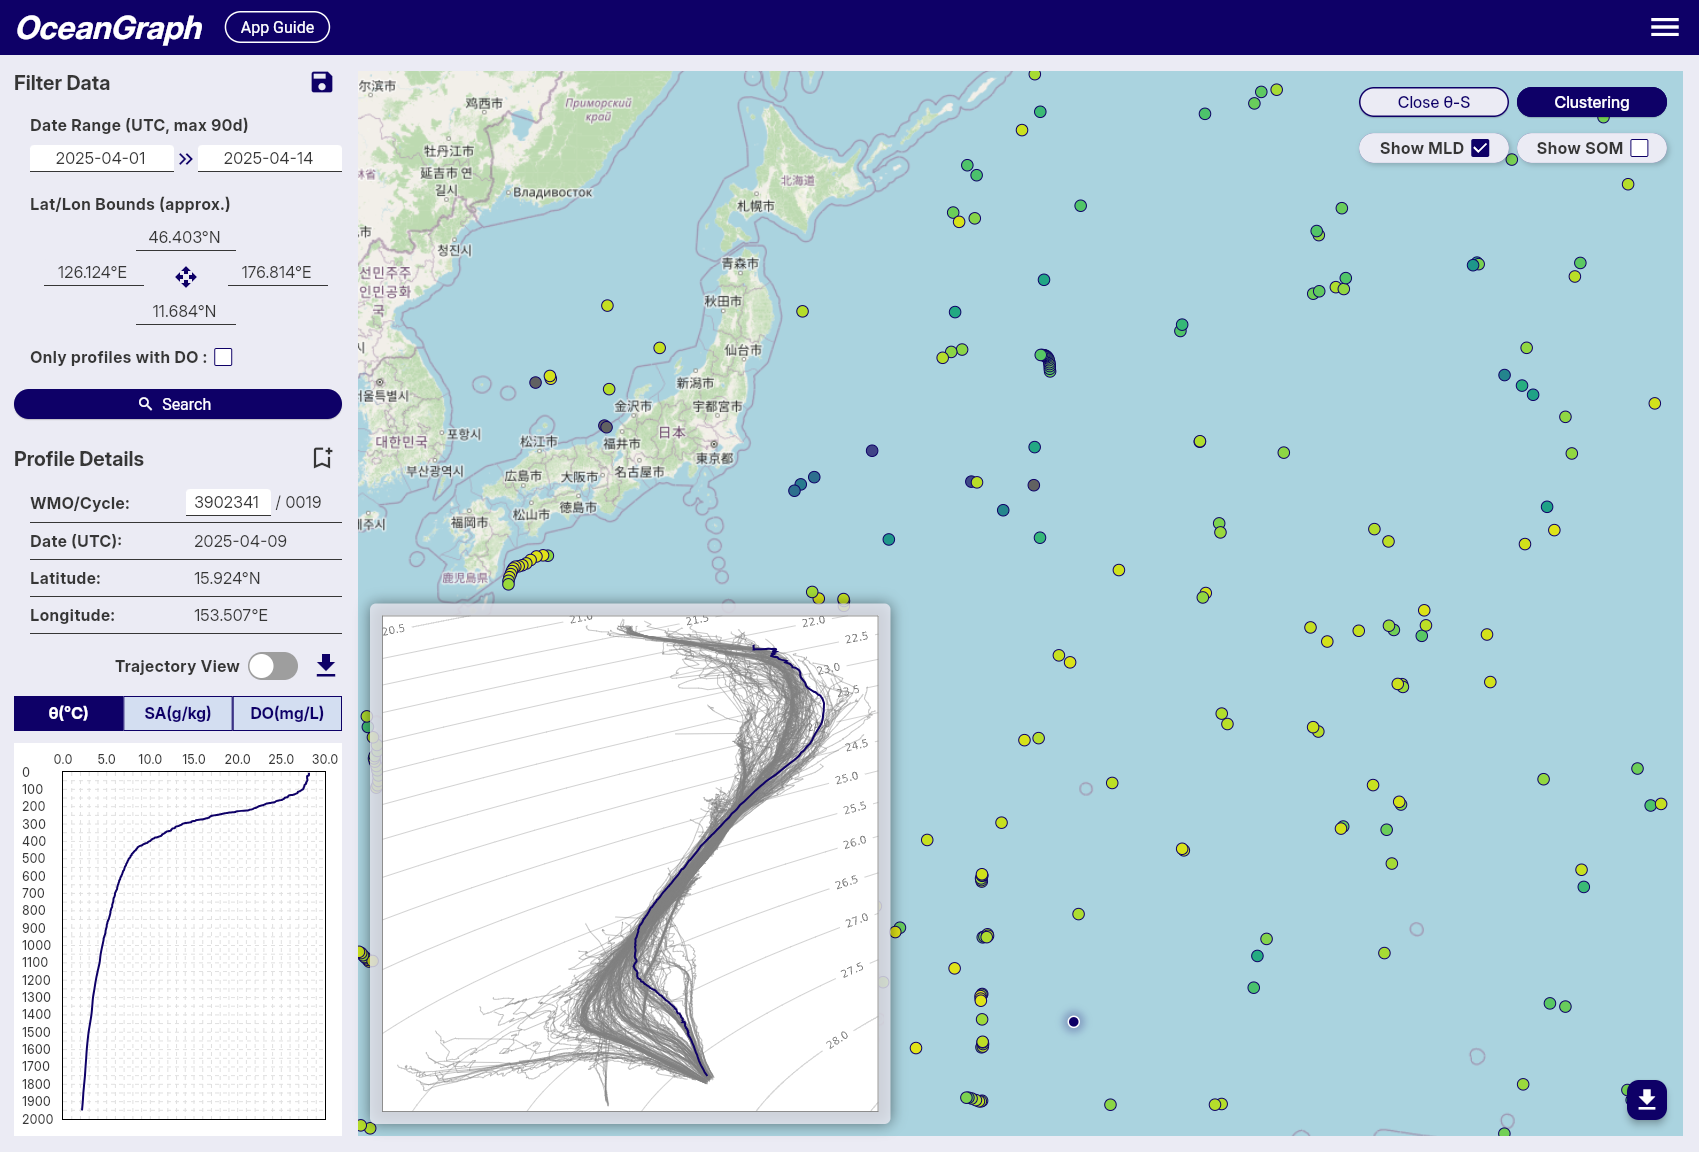 OceanGraph
App Guide
Filter Data
Date Range (UTC, max 90d)
2025-04-01
2025-04-14
Lat/Lon Bounds (approx.)
46.403°N
126.124°E
176.814°E
11.684°N
Only profiles with DO :
Search
Profile Details
WMO/Cycle:
3902341 / 0019
Date (UTC):
2025-04-09
Latitude:
15.924°N
Longitude:
153.507°E
Trajectory View
θ(°C)
SA(g/kg)
DO(mg/L)
0.0 5.0 10.0 15.0 20.0 25.0 30.0
0
100
200
300
400
500
600
700
800
900
1000
1100
1200
1300
1400
1500
1600
1700
1800
1900
2000
Close θ-S
Clustering
Show MLD
Show SOM
尔滨市
鸡西市
Приморский
край
牡丹江市
延吉市 연
길시
Владивосток
林省
北海道
札幌市
市
청진시
青森市
선민주주
인민공화
국
秋田市
仙台市
新潟市
울특별시
金沢市
宇都宮市
대한민국
포항시
松江市
福井市
日本
東京都
부산광역시
広島市
大阪市
名古屋市
福岡市
松山市
徳島市
제주시
鹿児島県
20.5
21.0
21.5
22.0
22.5
23.0
23.5
24.5
25.0
25.5
26.0
26.5
27.0
27.5
28.0